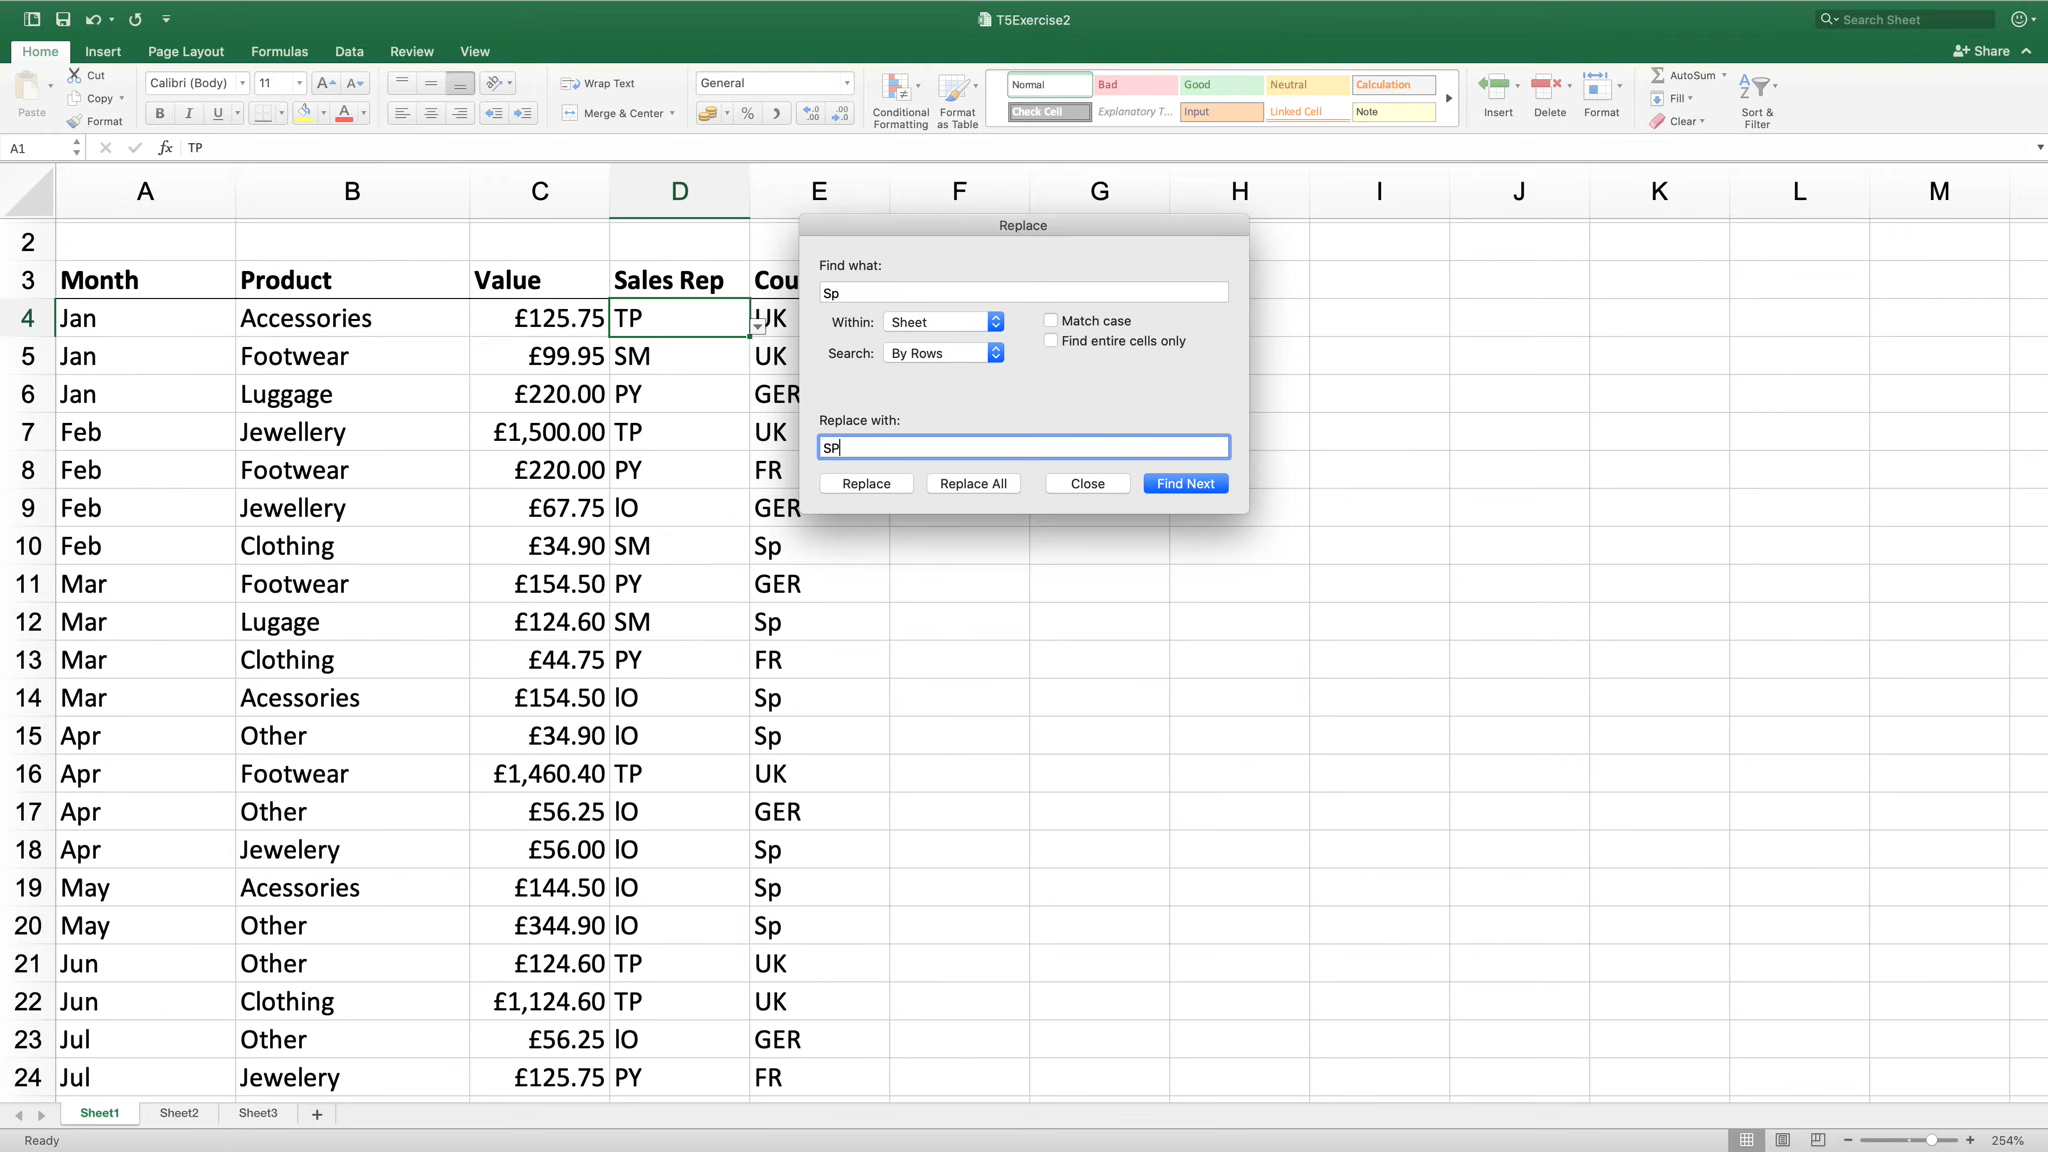 T5Exercise2
Search Sheet
Home Insert Page Layout Formulas Data Review View
Share
Paste
Cut
Copy
Format
Calibri (Body) 11
B I U
Wrap Text
Merge & Center
General
%
Conditional Formatting
Format as Table
Normal Bad Good Neutral Calculation
Check Cell Explanatory T... Input Linked Cell Note
Insert Delete Format
AutoSum
Fill
Clear
Sort & Filter
A1 fx TP
A B C D E F G H I J K L M
2
3 Month Product Value Sales Rep Cou
4 Jan Accessories £125.75 TP UK
5 Jan Footwear £99.95 SM UK
6 Jan Luggage £220.00 PY GER
7 Feb Jewellery £1,500.00 TP UK
8 Feb Footwear £220.00 PY FR
9 Feb Jewellery £67.75 lO GER
10 Feb Clothing £34.90 SM Sp
11 Mar Footwear £154.50 PY GER
12 Mar Lugage £124.60 SM Sp
13 Mar Clothing £44.75 PY FR
14 Mar Acessories £154.50 lO Sp
15 Apr Other £34.90 lO Sp
16 Apr Footwear £1,460.40 TP UK
17 Apr Other £56.25 lO GER
18 Apr Jewelery £56.00 lO Sp
19 May Acessories £144.50 lO Sp
20 May Other £344.90 lO Sp
21 Jun Other £124.60 TP UK
22 Jun Clothing £1,124.60 TP UK
23 Jul Other £56.25 lO GER
24 Jul Jewelery £125.75 PY FR
Replace
Find what:
Sp
Within: Sheet
Match case
Find entire cells only
Search: By Rows
Replace with:
SP
Replace Replace All Close Find Next
Sheet1 Sheet2 Sheet3 +
Ready
254%